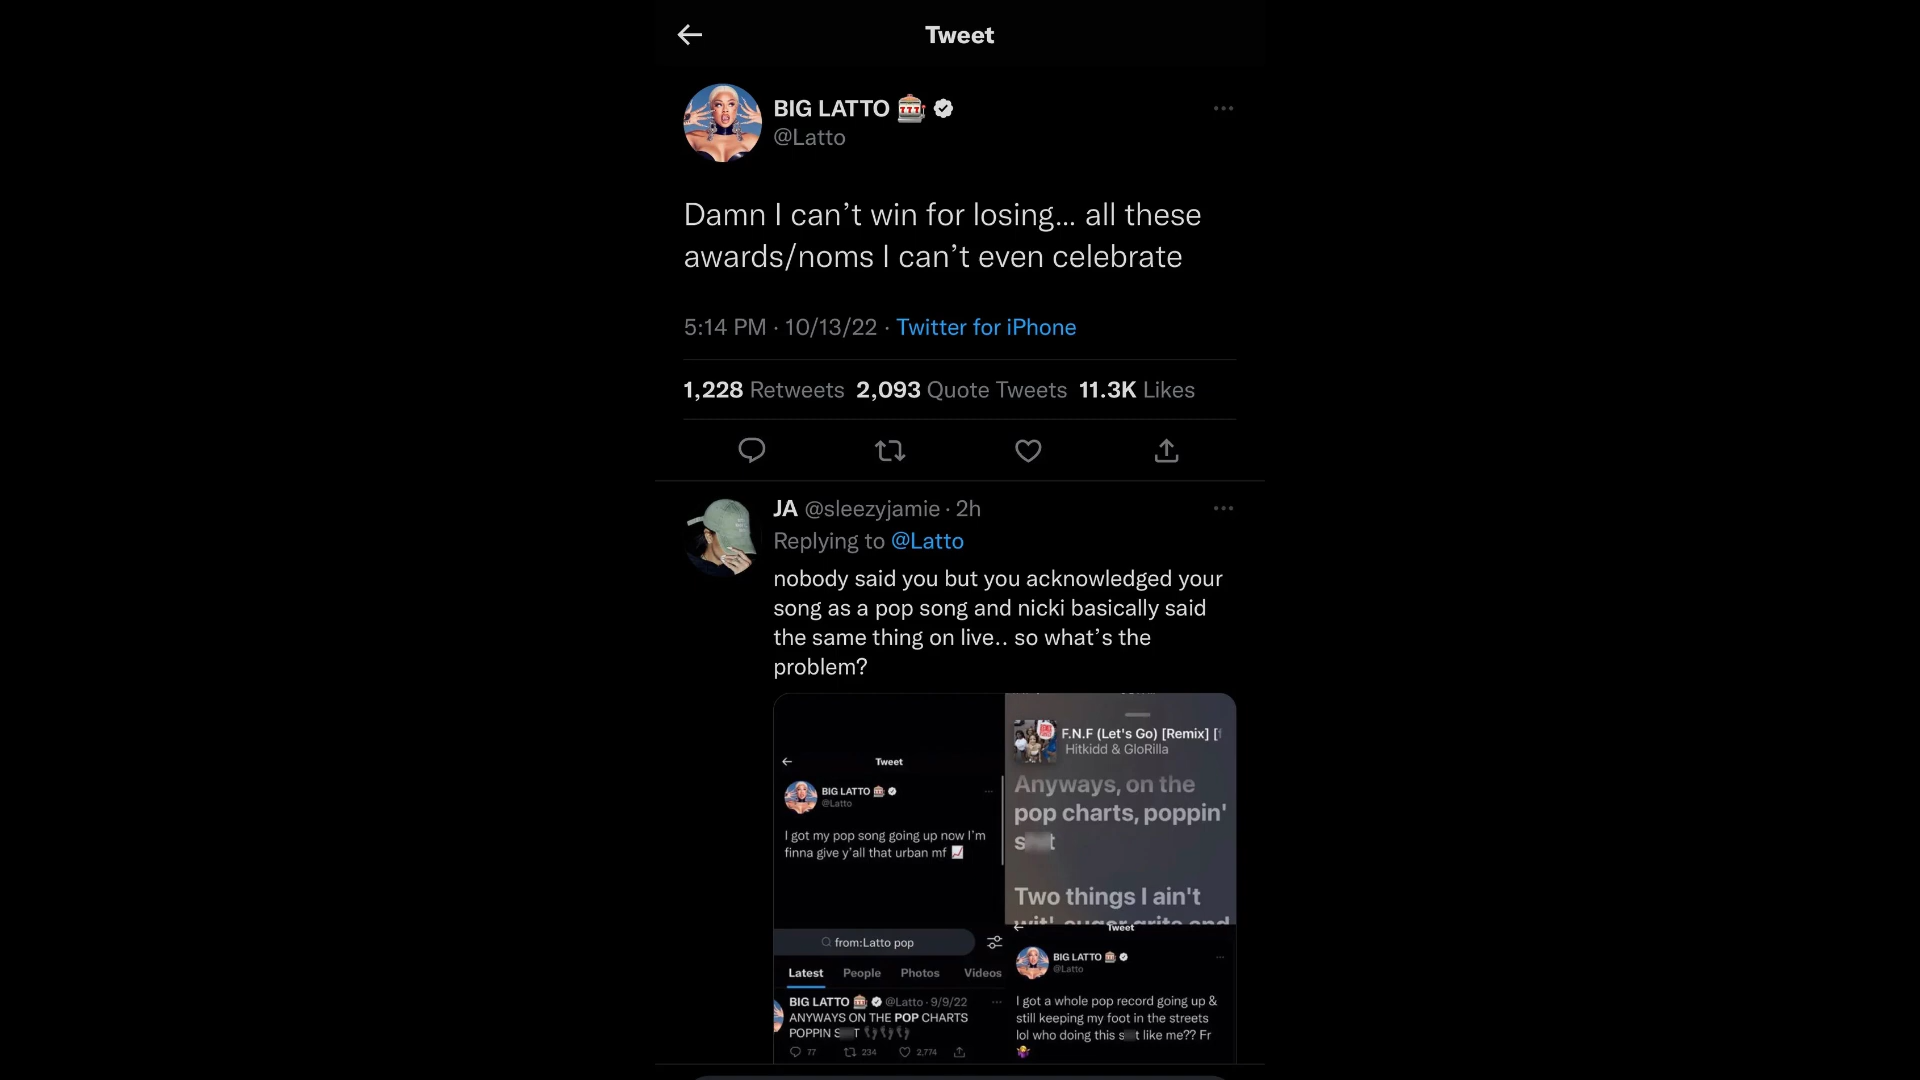 Tweet
BIG LATTO 🎰
@Latto
Damn I can’t win for losing... all these
awards/noms I can’t even celebrate
5:14 PM · 10/13/22 · Twitter for iPhone
1,228 Retweets 2,093 Quote Tweets 11.3K Likes
JA @sleezyjamie · 2h
Replying to @Latto
nobody said you but you acknowledged your
song as a pop song and nicki basically said
the same thing on live.. so what’s the
problem?
Tweet
BIG LATTO 🎰
@Latto
I got my pop song going up now I’m
finna give y’all that urban mf 📈
F.N.F (Let's Go) [Remix] [f
Hitkidd & GloRilla
Anyways, on the
pop charts, poppin'
s t
Two things I ain't
wit', sugar grits and
from:Latto pop
Latest People Photos Videos
BIG LATTO 🎰 @Latto · 9/9/22
ANYWAYS ON THE POP CHARTS
POPPIN S T 👣👣👣
77 234 2,774
Tweet
BIG LATTO 🎰
@Latto
I got a whole pop record going up &
still keeping my foot in the streets
lol who doing this s t like me?? Fr
🤷‍♀️